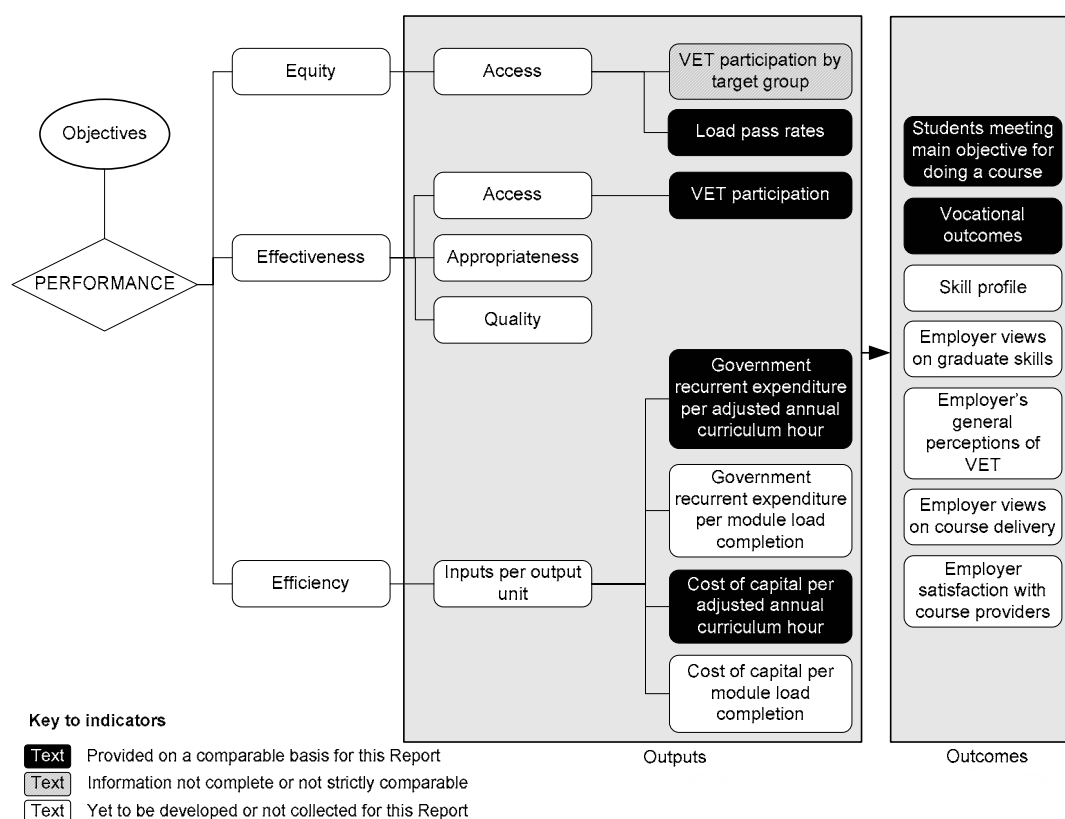 Objectives
PERFORMANCE
Equity
Effectiveness
Efficiency
Access
Access
Appropriateness
Quality
Inputs per output
unit
VET participation by
target group
Load pass rates
VET participation
Government
recurrent expenditure
per adjusted annual
curriculum hour
Government
recurrent expenditure
per module load
completion
Cost of capital per
adjusted annual
curriculum hour
Cost of capital per
module load
completion
Outputs
Students meeting
main objective for
doing a course
Vocational
outcomes
Skill profile
Employer views
on graduate skills
Employer's
general
perceptions of
VET
Employer views
on course delivery
Employer
satisfaction with
course providers
Outcomes
Key to indicators
Text Provided on a comparable basis for this Report
Text Information not complete or not strictly comparable
Text Yet to be developed or not collected for this Report